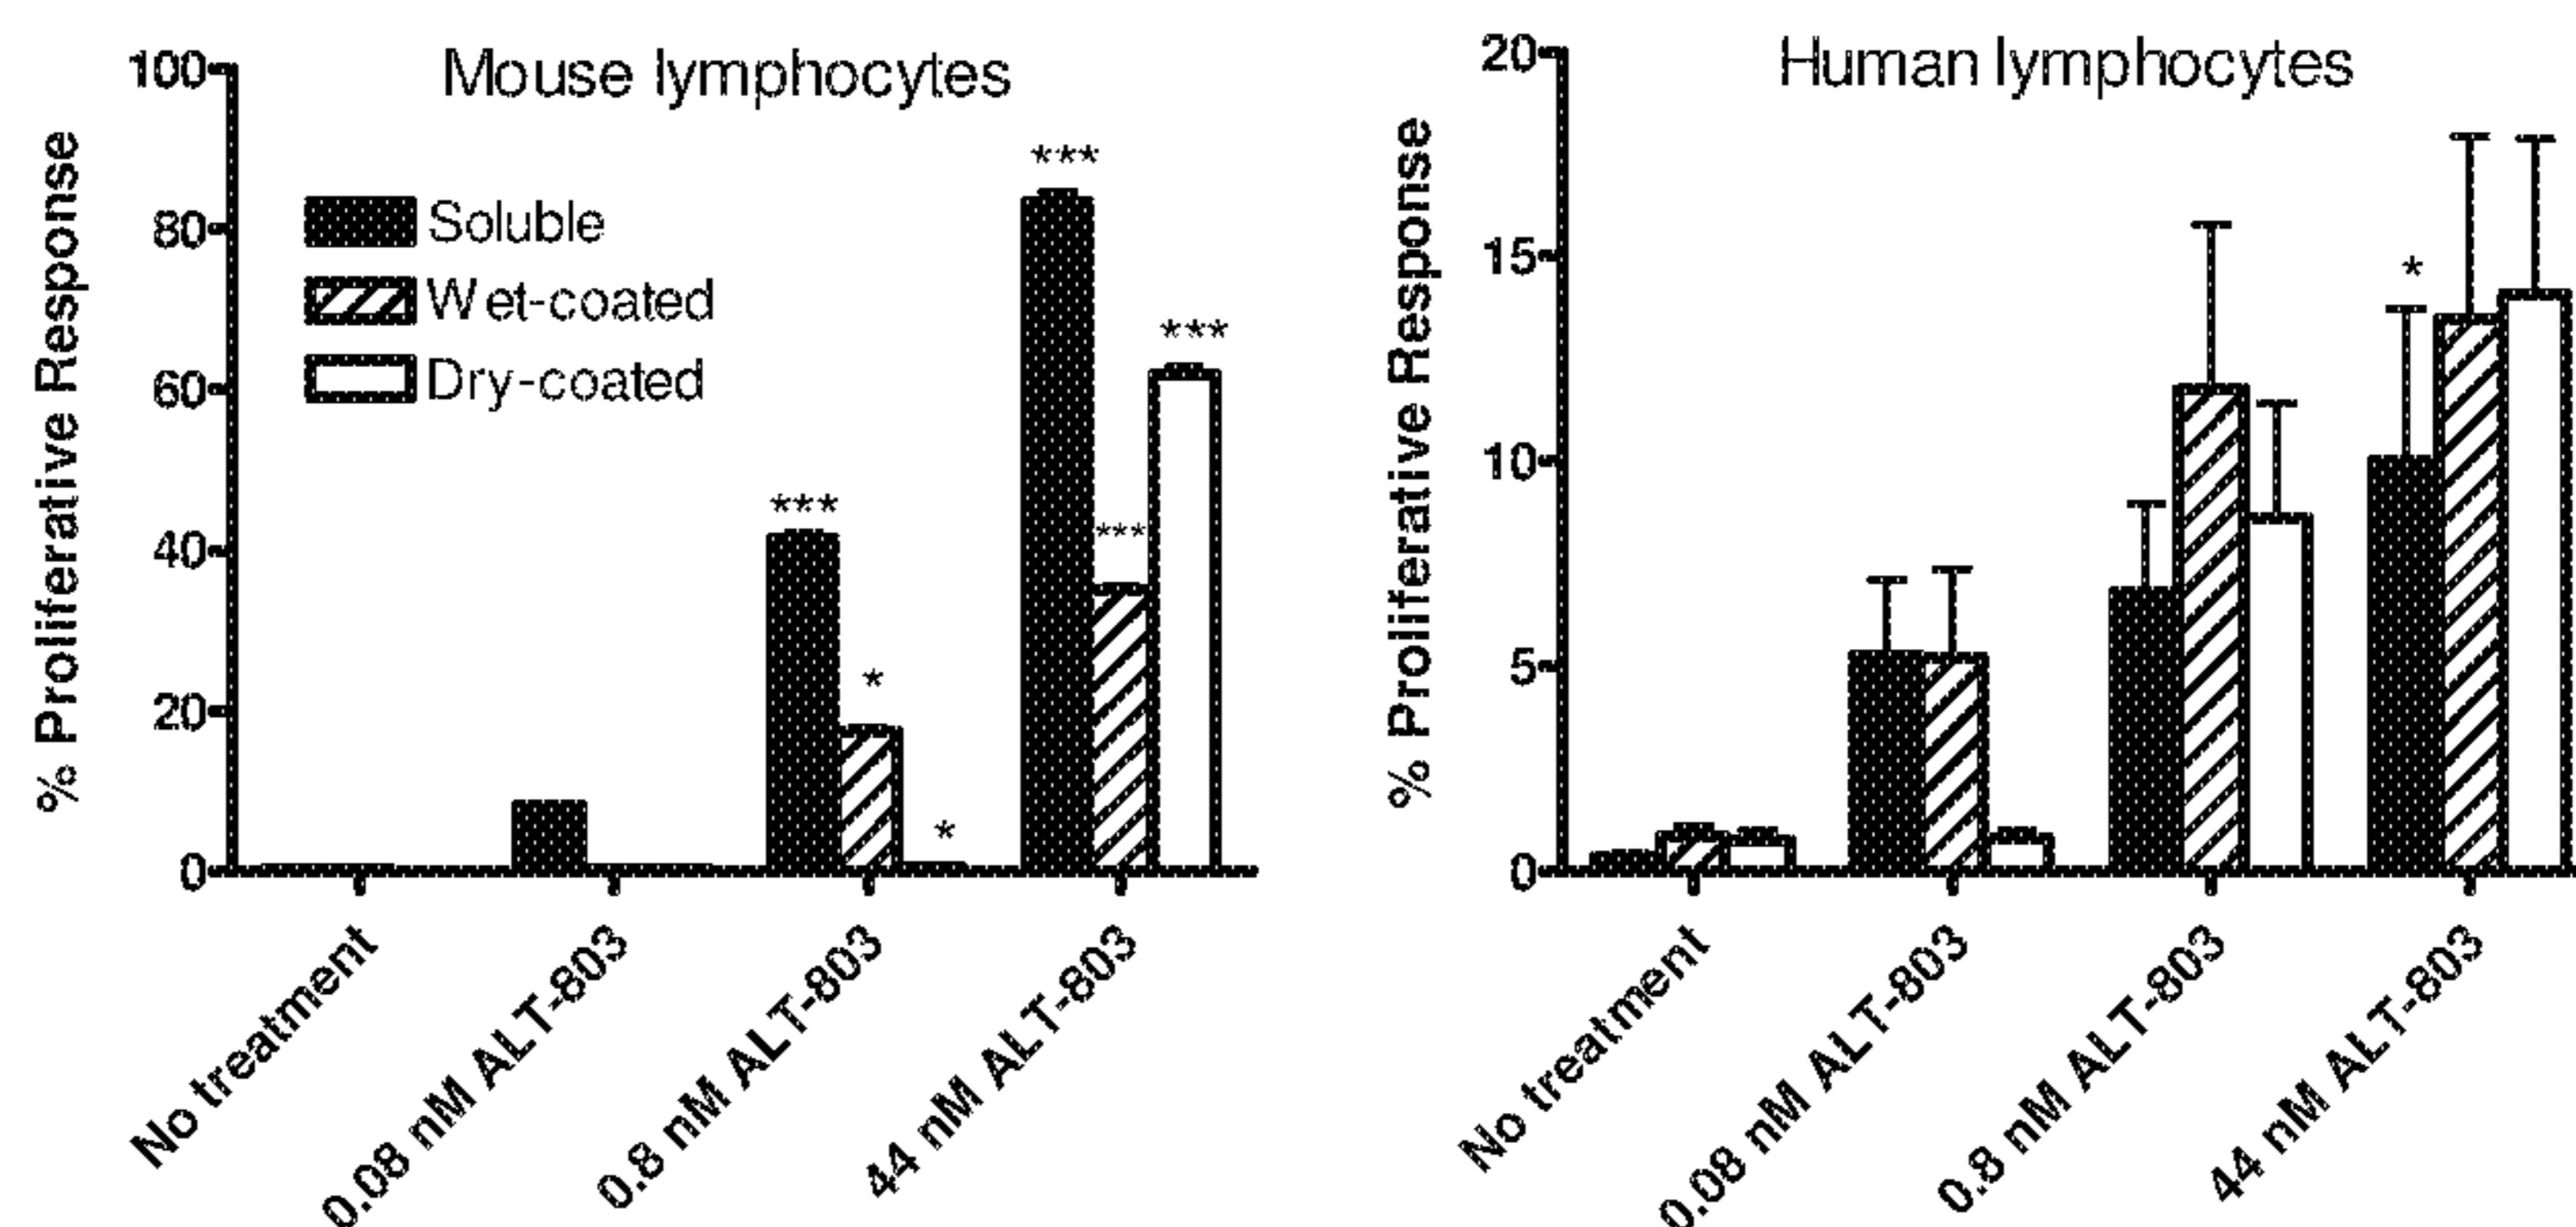 Mouse lymphocytes
% Proliferative Response
100
80
60
40
20
0
Soluble
Wet-coated
Dry-coated
***
*
*
***
***
***
No treatment
0.08 nM ALT-803
0.8 nM ALT-803
44 nM ALT-803
Human lymphocytes
% Proliferative Response
20
15
10
5
0
*
No treatment
0.08 nM ALT-803
0.8 nM ALT-803
44 nM ALT-803